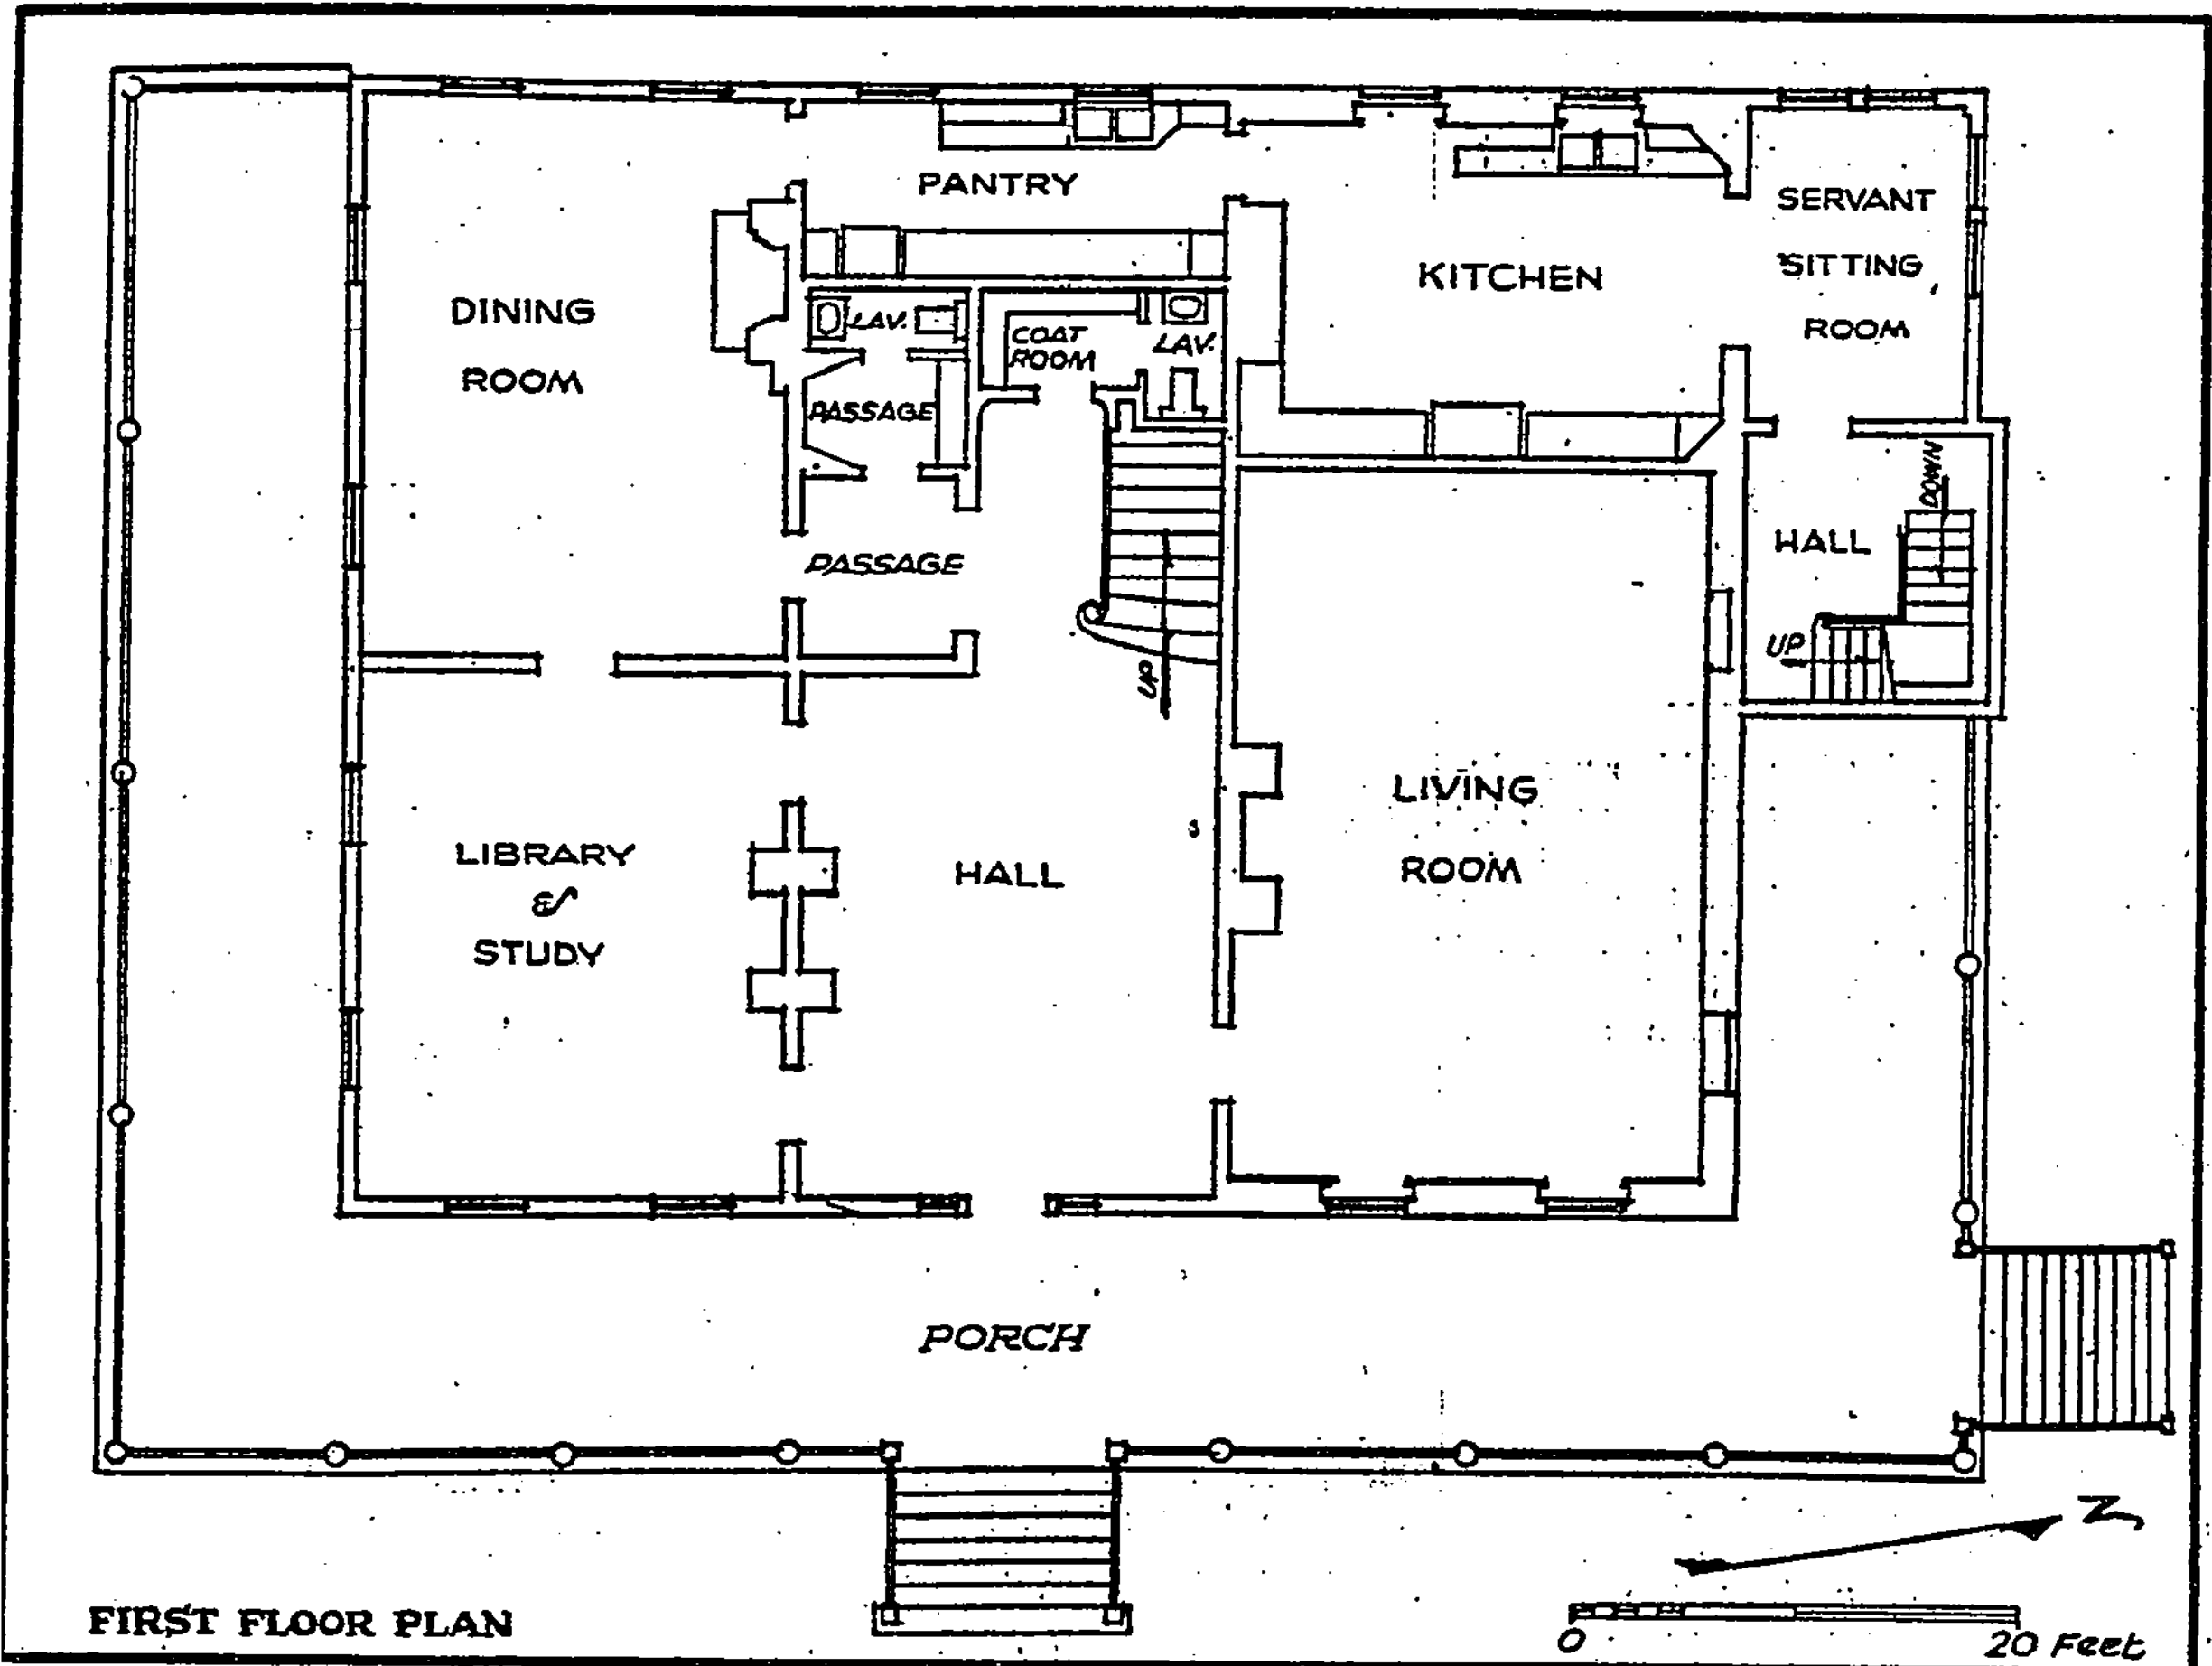 PANTRY
SERVANT
SITTING
ROOM
KITCHEN
DINING
ROOM
LAV.
COAT
ROOM
LAV.
PASSAGE
DOWN
HALL
PASSAGE
UP
UP
LIVING
ROOM
LIBRARY
&
STUDY
HALL
PORCH
N
FIRST FLOOR PLAN
0 20 Feet